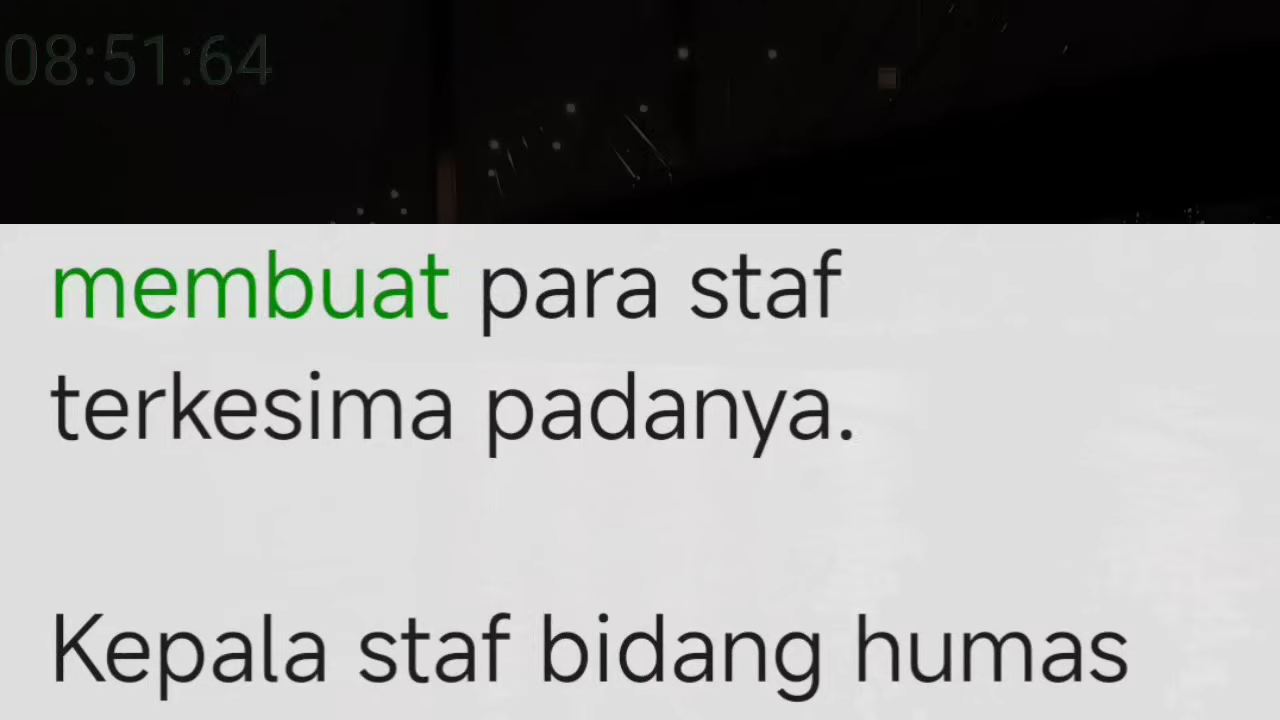 08:51:64
membuat para staf
terkesima padanya.
Kepala staf bidang humas